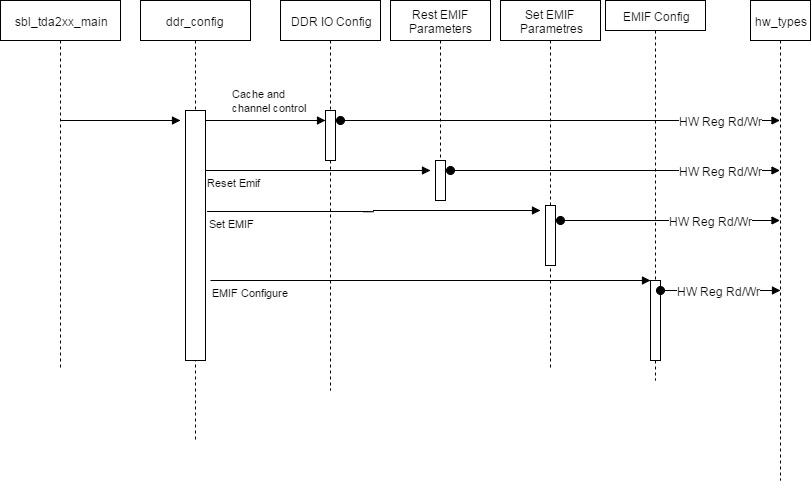 sbl_tda2xx_main
ddr_config
DDR IO Config
Rest EMIF
Parameters
Set EMIF
Parametres
EMIF Config
hw_types
Cache and
channel control
HW Reg Rd/Wr
Reset Emif
HW Reg Rd/Wr
Set EMIF
HW Reg Rd/Wr
EMIF Configure
HW Reg Rd/Wr